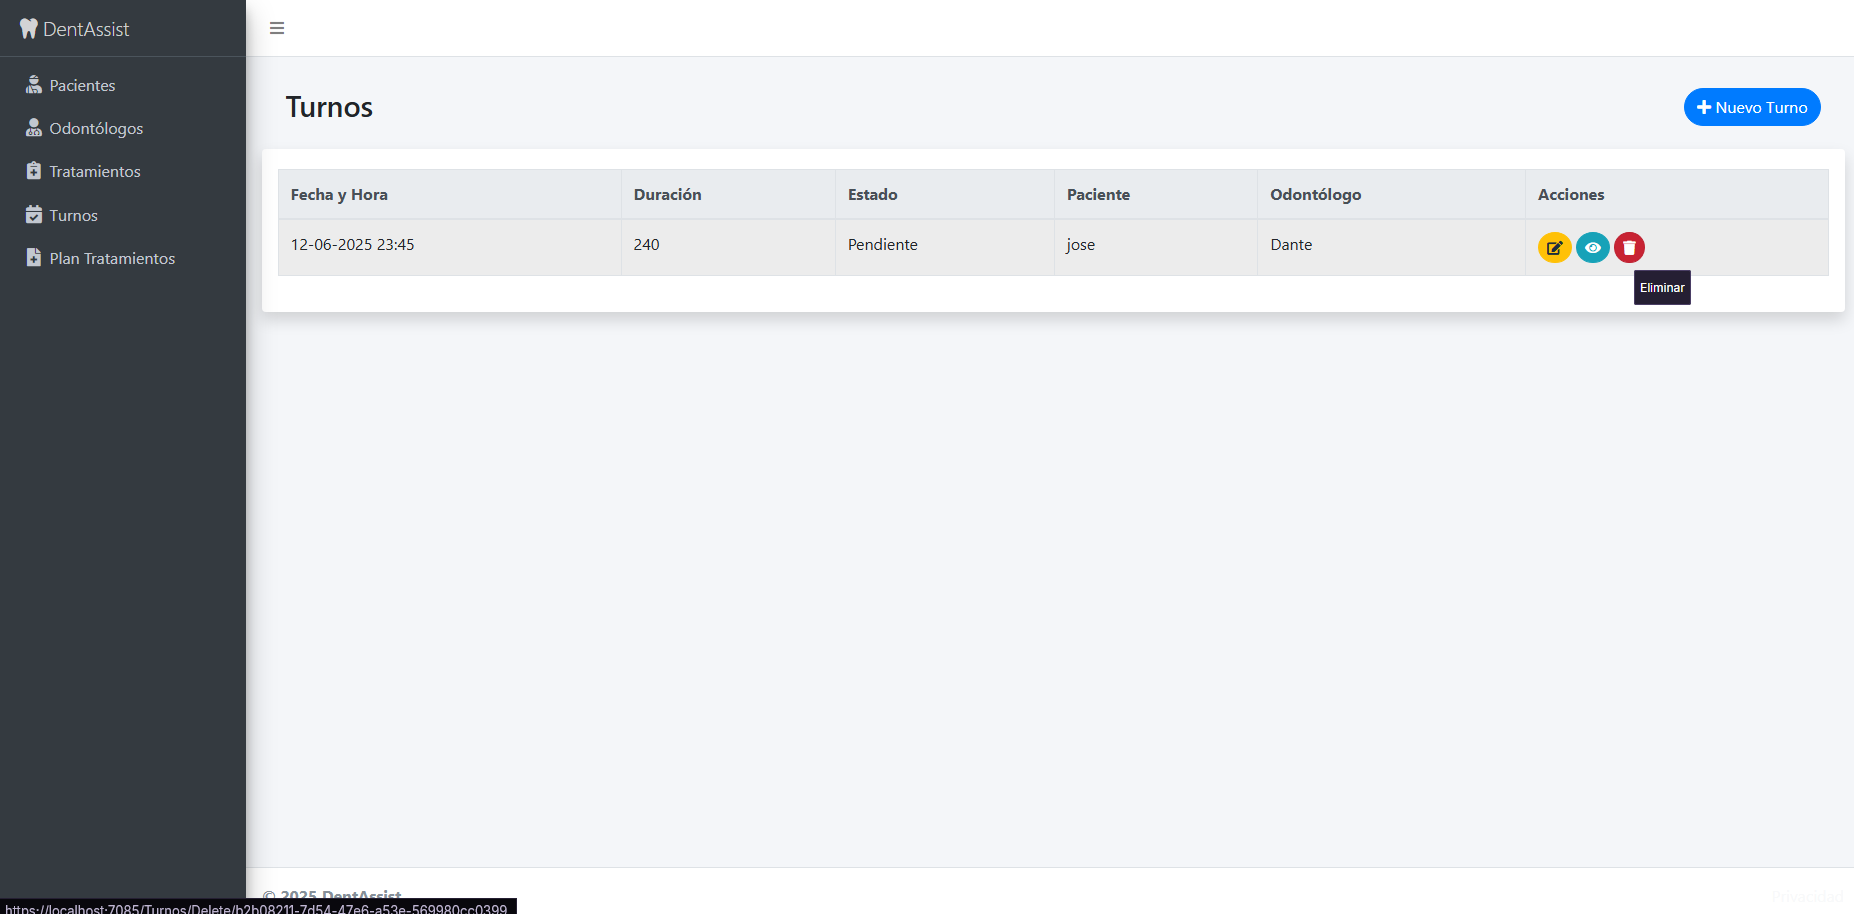 DentAssist
Pacientes
Odontólogos
Tratamientos
Turnos
Plan Tratamientos
Turnos
Nuevo Turno
Fecha y Hora Duración Estado Paciente Odontólogo Acciones
12-06-2025 23:45 240 Pendiente jose Dante
Eliminar
© 2025 DentAssist
Privacidad
https://localhost:7085/Turnos/Delete/b2b08211-7d54-47e6-a53e-569980cc0399